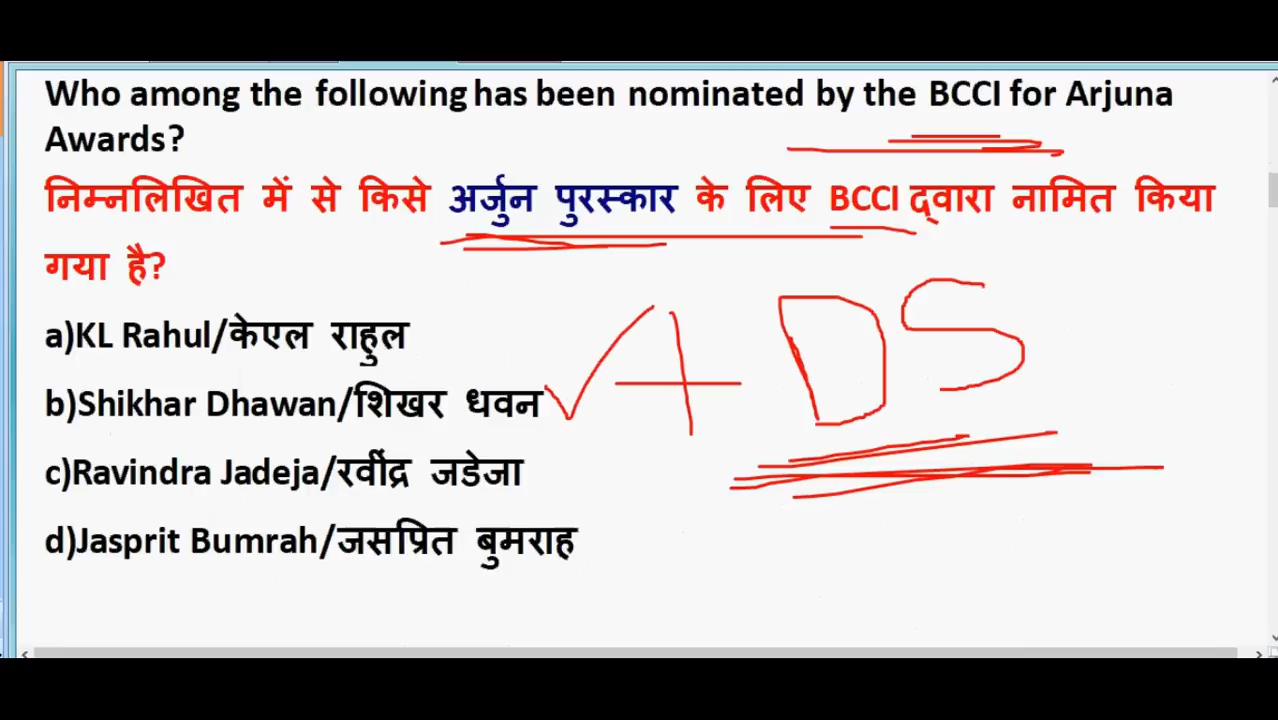 Who among the following has been nominated by the BCCI for Arjuna
Awards?
निम्नलिखित में से किसे अर्जुन पुरस्कार के लिए BCCI द्वारा नामित किया
गया है?
a)KL Rahul/केएल राहुल
b)Shikhar Dhawan/शिखर धवन
c)Ravindra Jadeja/रवींद्र जडेजा
d)Jasprit Bumrah/जसप्रित बुमराह
A D S